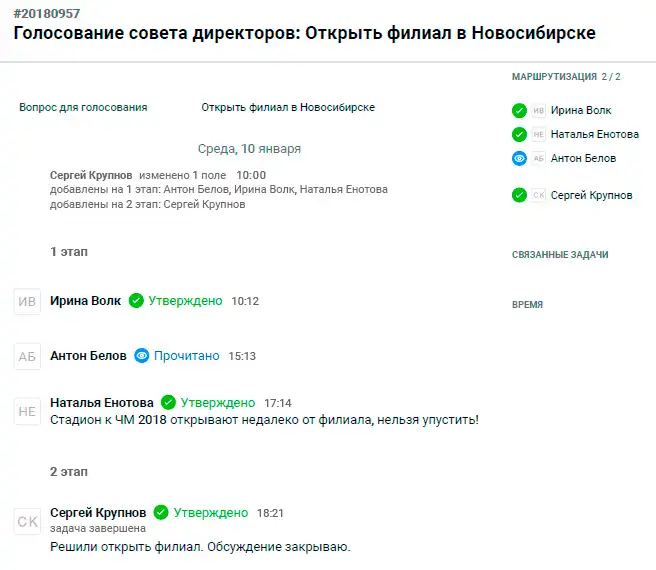 #20180957
Голосование совета директоров: Открыть филиал в Новосибирске
МАРШРУТИЗАЦИЯ 2 / 2
ИВ Ирина Волк
НЕ Наталья Енотова
АБ Антон Белов
СК Сергей Крупнов
СВЯЗАННЫЕ ЗАДАЧИ
ВРЕМЯ
Вопрос для голосования Открыть филиал в Новосибирске
Среда, 10 января
Сергей Крупнов изменено 1 поле 10:00
добавлены на 1 этап: Антон Белов, Ирина Волк, Наталья Енотова
добавлены на 2 этап: Сергей Крупнов
1 этап
ИВ Ирина Волк Утверждено 10:12
АБ Антон Белов Прочитано 15:13
НЕ Наталья Енотова Утверждено 17:14
Стадион к ЧМ 2018 открывают недалеко от филиала, нельзя упустить!
2 этап
СК Сергей Крупнов Утверждено 18:21
задача завершена
Решили открыть филиал. Обсуждение закрываю.